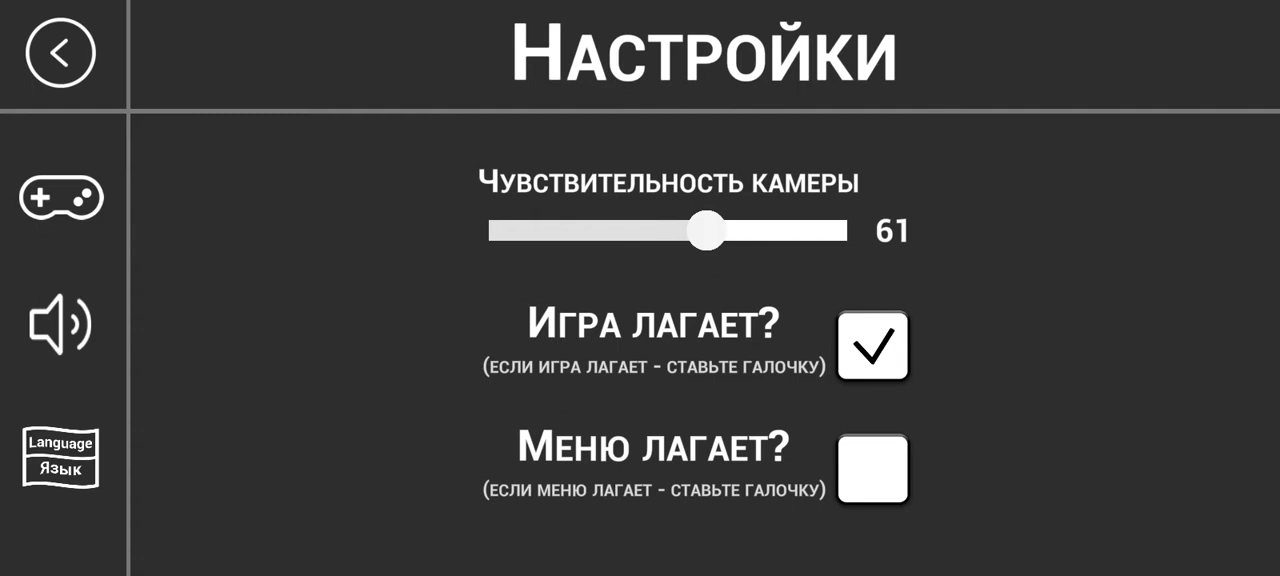 Настройки
Чувствительность камеры
61
Игра лагает?
(если игра лагает - ставьте галочку)
Меню лагает?
(если меню лагает - ставьте галочку)
Language
Язык